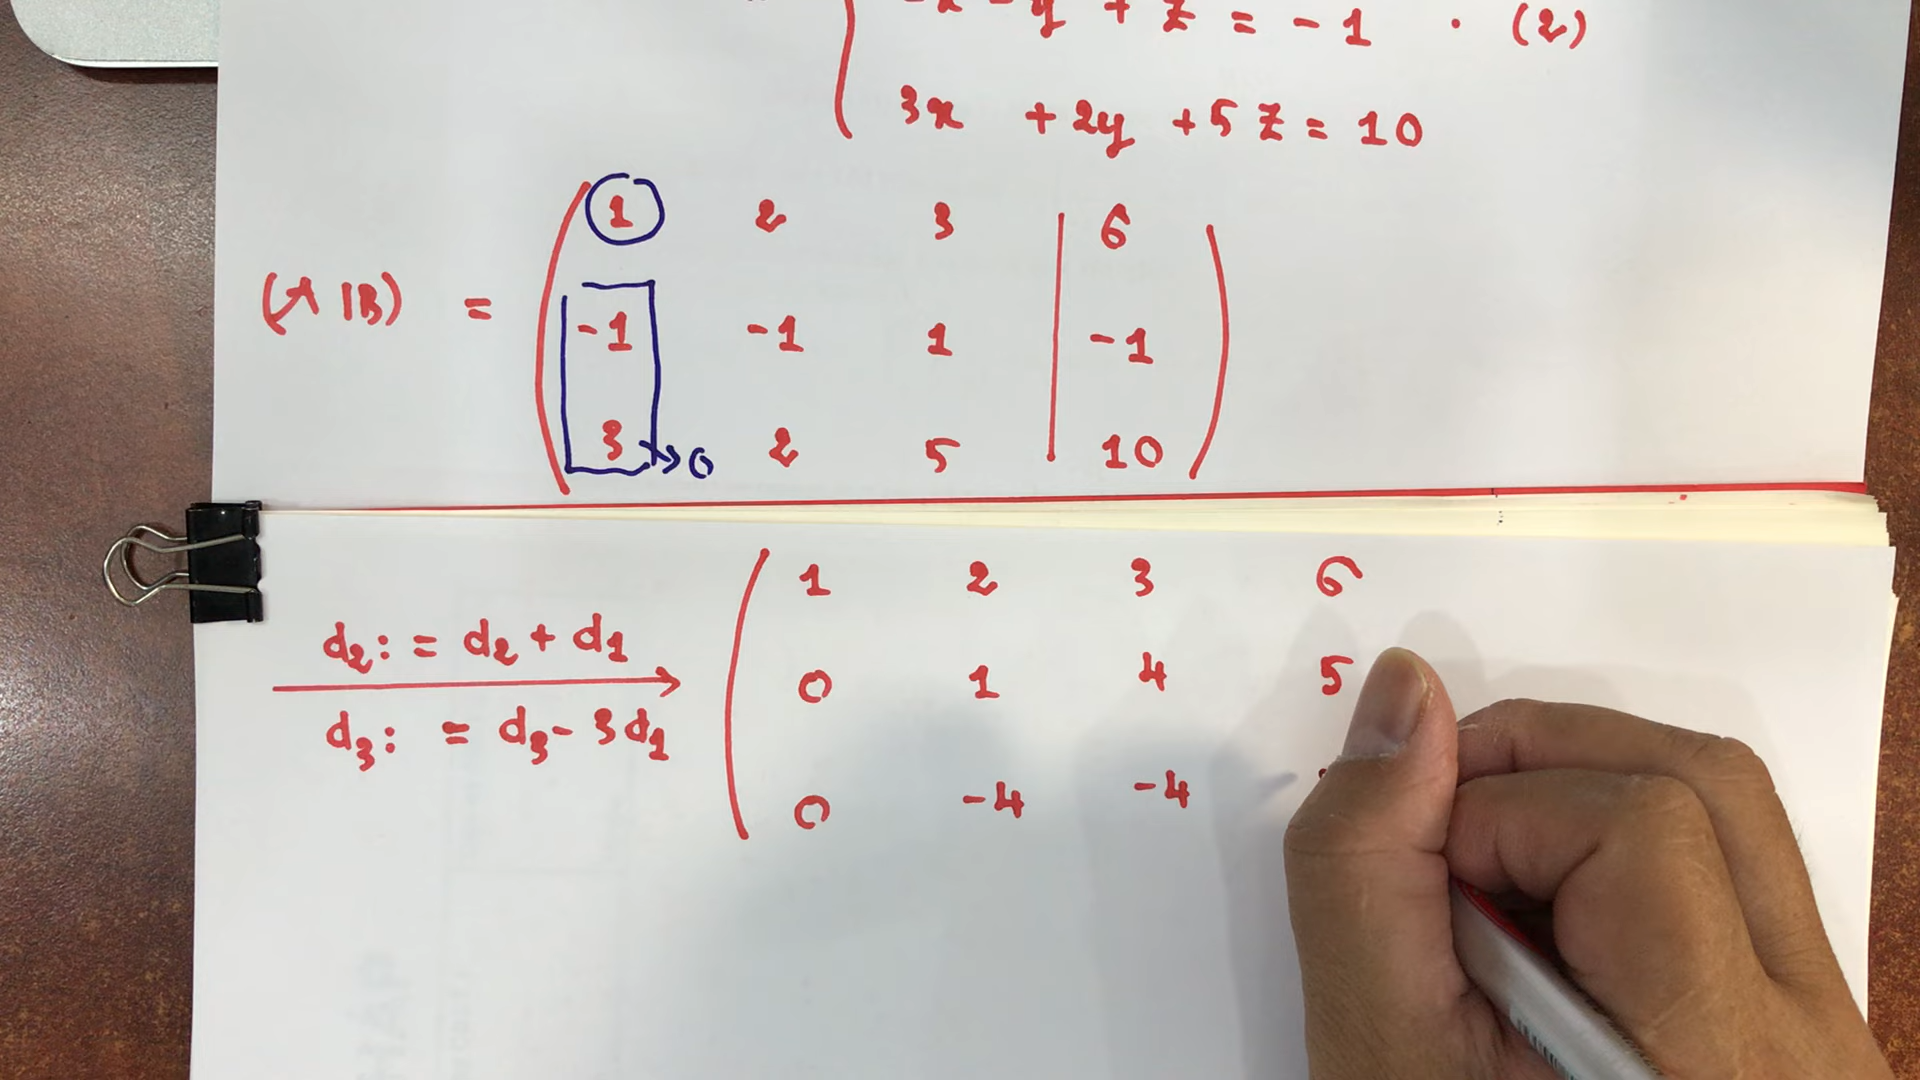 -x -y + z = -1 . (2)
3x +2y +5z = 10
1 2 3 6
(A |B) = -1 -1 1 -1
3 → 0 2 5 10
1 2 3 6
d2: = d2 + d1 0 1 4 5
d3: = d3 - 3d1 0 -4 -4